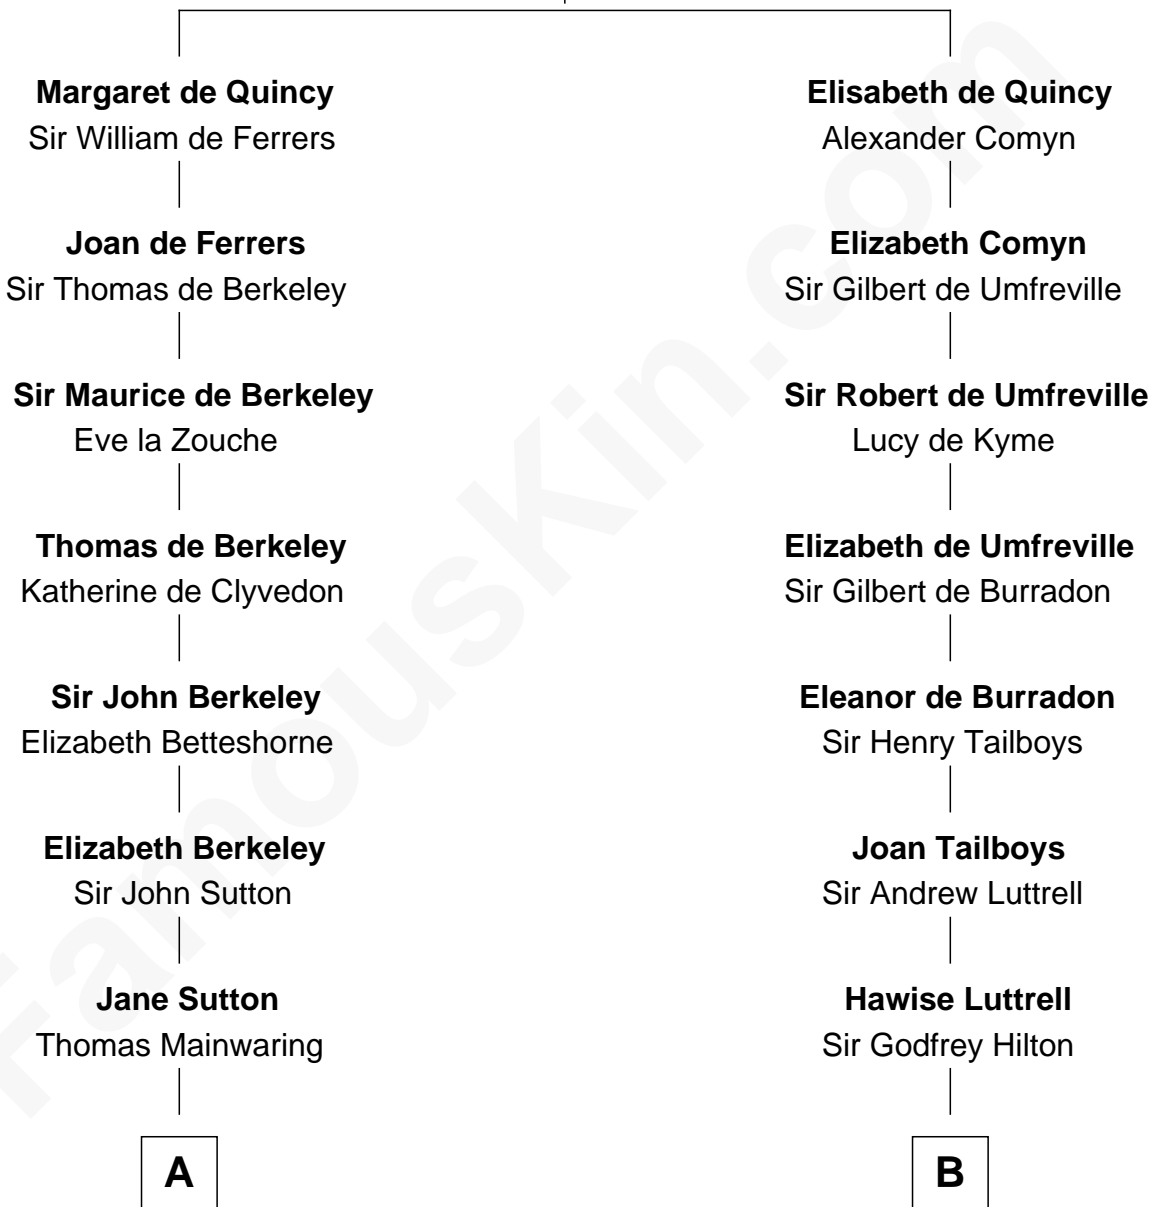 Margaret de Quincy
Sir William de Ferrers
Joan de Ferrers
Sir Thomas de Berkeley
Sir Maurice de Berkeley
Eve la Zouche
Thomas de Berkeley
Katherine de Clyvedon
Sir John Berkeley
Elizabeth Betteshorne
Elizabeth Berkeley
Sir John Sutton
Jane Sutton
Thomas Mainwaring
A
Elisabeth de Quincy
Alexander Comyn
Elizabeth Comyn
Sir Gilbert de Umfreville
Sir Robert de Umfreville
Lucy de Kyme
Elizabeth de Umfreville
Sir Gilbert de Burradon
Eleanor de Burradon
Sir Henry Tailboys
Joan Tailboys
Sir Andrew Luttrell
Hawise Luttrell
Sir Godfrey Hilton
B
FamousKin.com